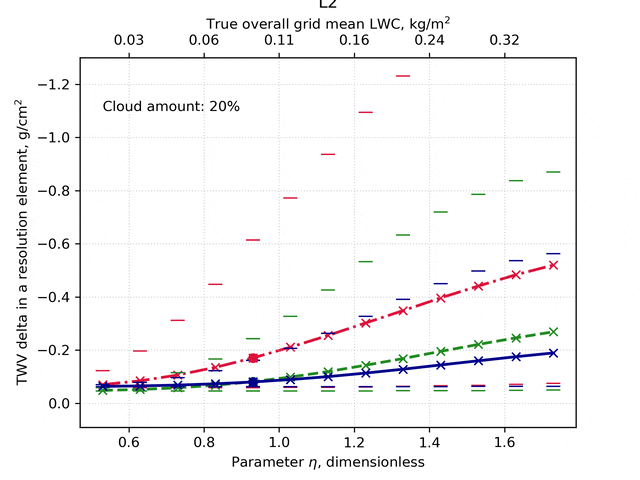 L2
True overall grid mean LWC, kg/m²
0.03 0.06 0.11 0.16 0.24 0.32
Cloud amount: 20%
TWV delta in a resolution element, g/cm²
−1.2
−1.0
−0.8
−0.6
−0.4
−0.2
0.0
0.6 0.8 1.0 1.2 1.4 1.6
Parameter η, dimensionless